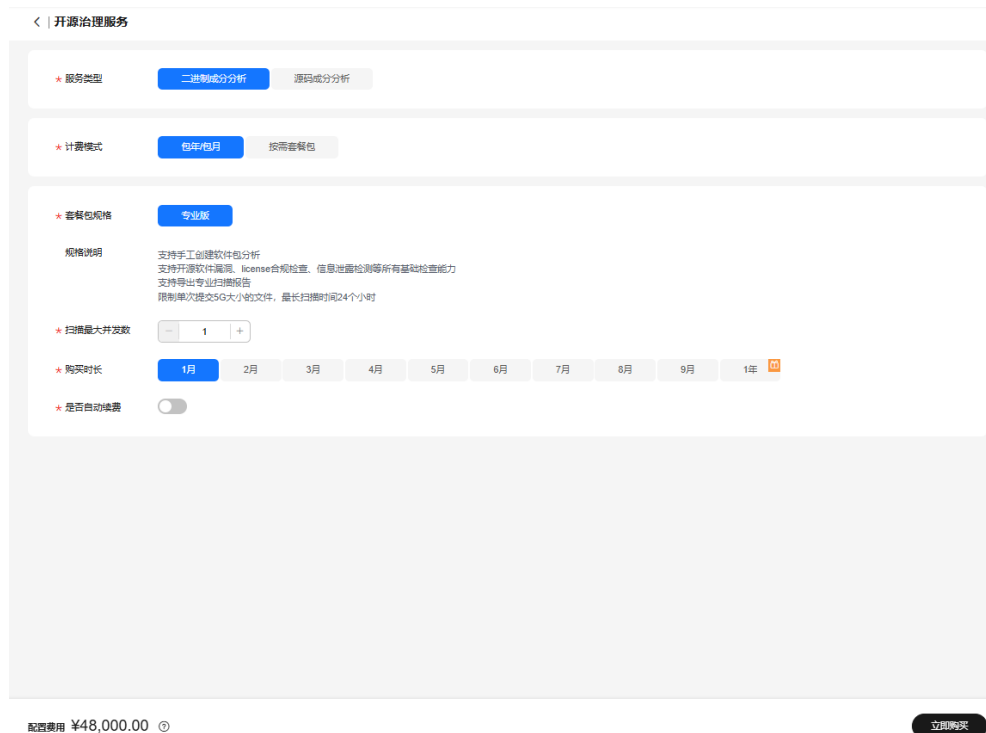 开源治理服务
* 服务类型 二进制成分分析 源码成分分析
* 计费模式 包年/包月 按需套餐包
* 套餐包规格 专业版
规格说明 支持手工创建软件包分析
支持开源软件漏洞、license合规检查、信息泄露检测等所有基础检查能力
支持导出专业扫描报告
限制单次提交5G大小的文件，最长扫描时间24个小时
* 扫描最大并发数 − 1 +
* 购买时长 1月 2月 3月 4月 5月 6月 7月 8月 9月 1年
* 是否自动续费
配置费用 ¥48,000.00 ?
立即购买